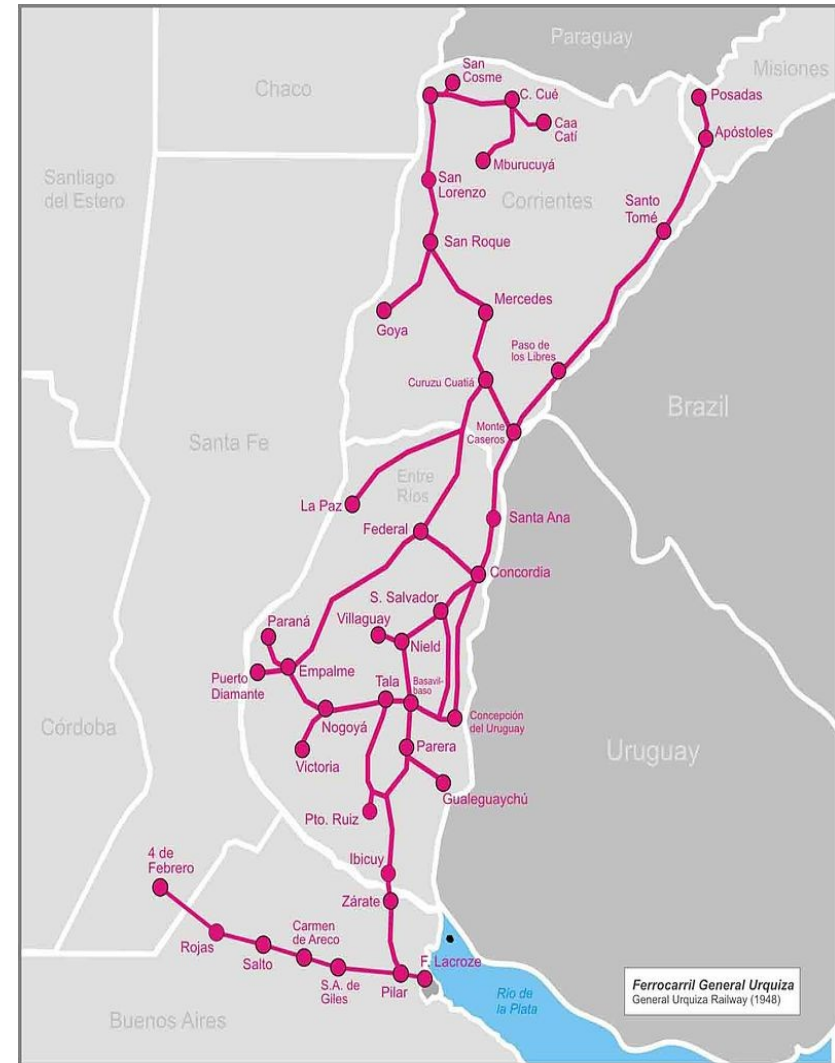 Paraguay
San
Cosme
Chaco
C. Cué
Misiones
Posadas
Caa
Catí
Apóstoles
Mburucuyá
Santiago
del Estero
San
Lorenzo
Corrientes
Santo
Tomé
San Roque
Mercedes
Goya
Paso de
los Libres
Curuzu Cuatiá
Brazil
Monte
Caseros
Santa Fe
Entre
Ríos
La Paz
Santa Ana
Federal
Concordia
S. Salvador
Villaguay
Paraná
Nield
Empalme
Puerto
Diamante
Tala
Basavil-
baso
Nogoyá
Concepción
del Uruguay
Córdoba
Parera
Uruguay
Victoria
Gualeguaychú
Pto. Ruiz
4 de
Febrero
Ibicuy
Zárate
Rojas
Carmen
de Areco
Salto
F. Lacroze
S.A. de
Giles
Pilar
Río de
la Plata
Ferrocarril General Urquiza
General Urquiza Railway (1948)
Buenos Aires